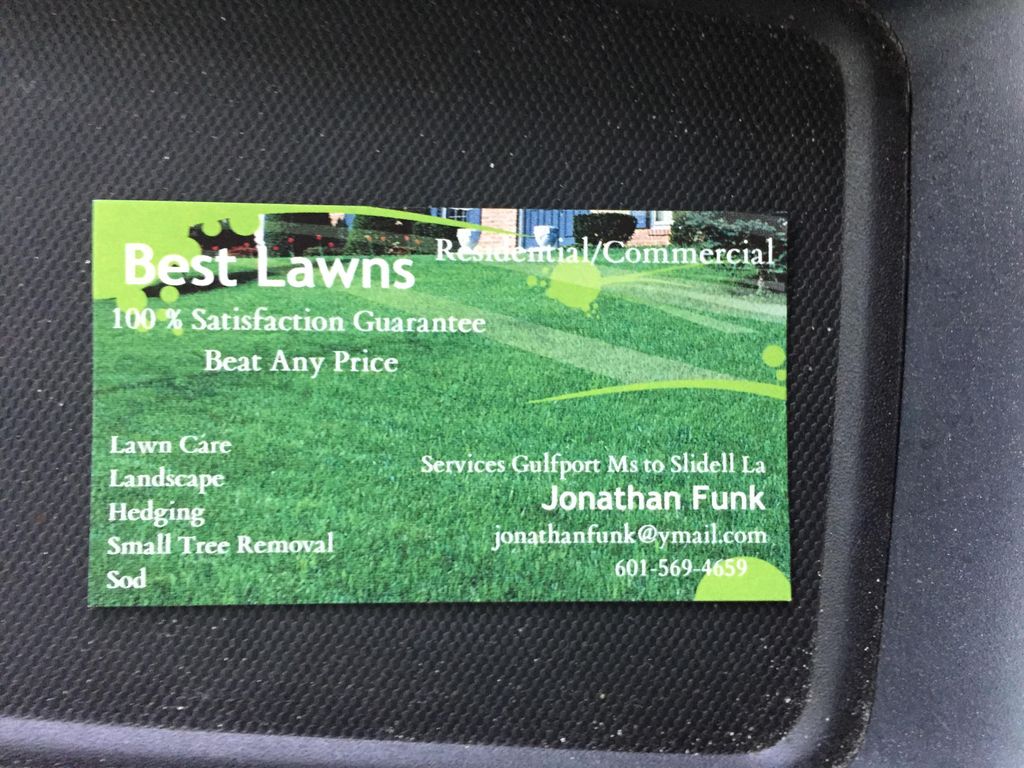 Best Lawns
Residential/Commercial
100 % Satisfaction Guarantee
Beat Any Price
Lawn Care
Landscape
Hedging
Small Tree Removal
Sod
Services Gulfport Ms to Slidell La
Jonathan Funk
jonathanfunk@ymail.com
601-569-4659